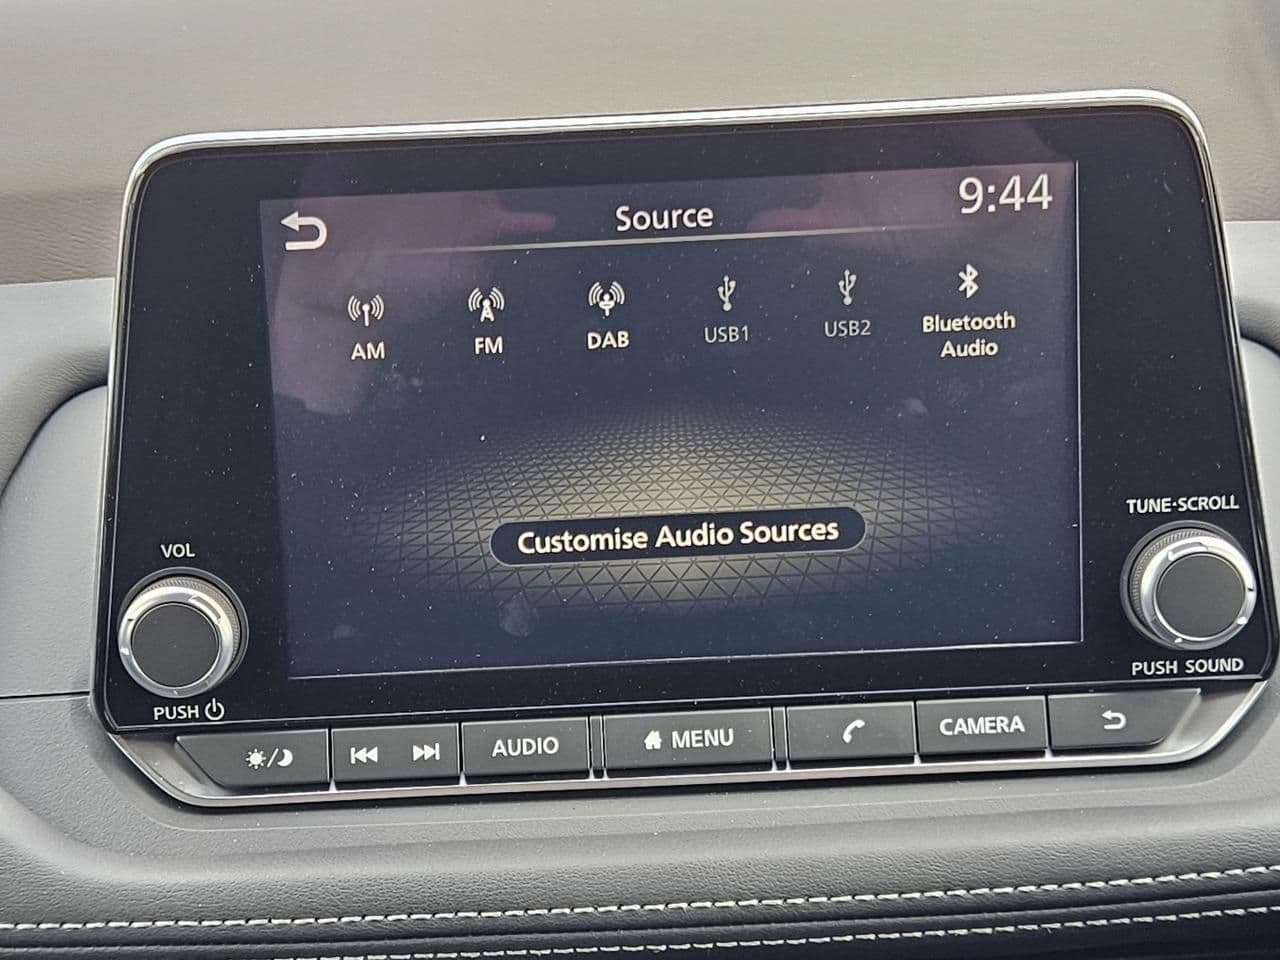 Source
9:44
AM
FM
DAB
USB1
USB2
Bluetooth
Audio
Customise Audio Sources
VOL
PUSH
TUNE·SCROLL
PUSH SOUND
AUDIO
MENU
CAMERA